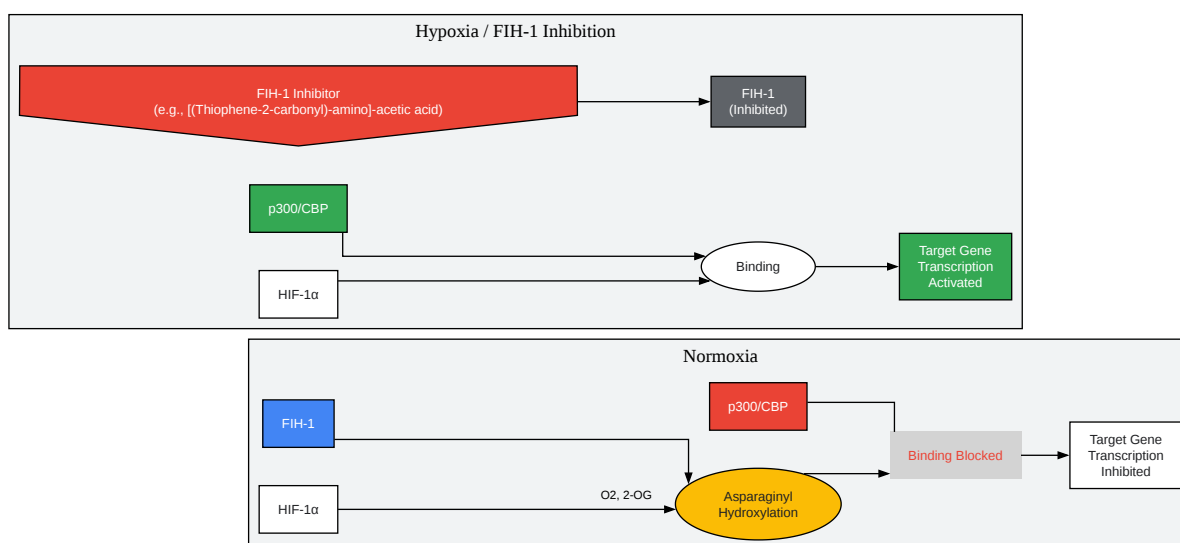 Hypoxia / FIH-1 Inhibition
FIH-1 Inhibitor
(e.g., [(Thiophene-2-carbonyl)-amino]-acetic acid)
FIH-1
(Inhibited)
p300/CBP
HIF-1α
Binding
Target Gene
Transcription
Activated
Normoxia
FIH-1
HIF-1α
O2, 2-OG
Asparaginyl
Hydroxylation
p300/CBP
Binding Blocked
Target Gene
Transcription
Inhibited